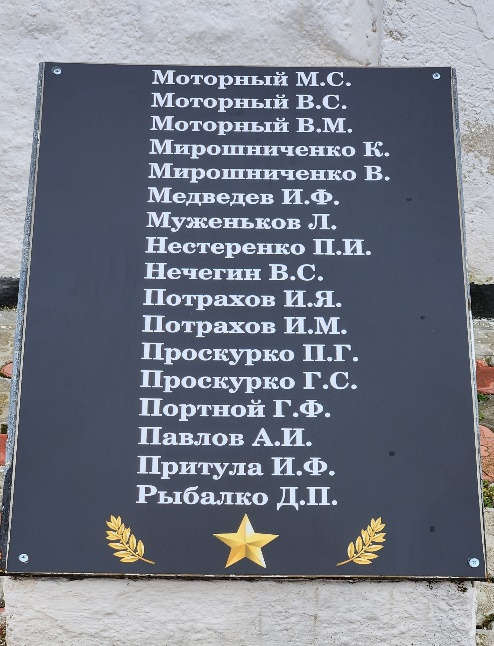 Моторный М.С.
Моторный В.С.
Моторный В.М.
Мирошниченко К.
Мирошниченко В.
Медведев И.Ф.
Муженьков Л.
Нестеренко П.И.
Нечегин В.С.
Потрахов И.Я.
Потрахов И.М.
Проскурко П.Г.
Проскурко Г.С.
Портной Г.Ф.
Павлов А.И.
Притула И.Ф.
Рыбалко Д.П.